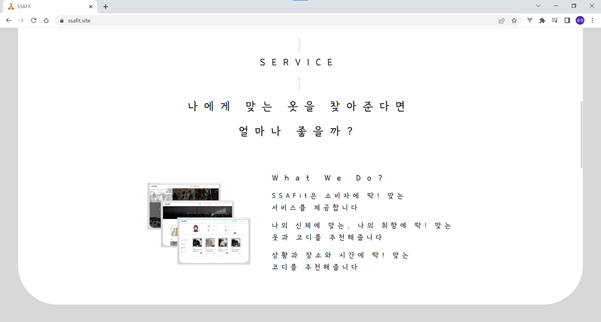 SSAFit
ssafit.site
SERVICE
나에게 맞는 옷을 찾아준다면
얼마나 좋을까?
What We Do?
SSAFit은 소비자에 딱! 맞는
서비스를 제공합니다
나의 신체에 맞는, 나의 취향에 딱! 맞는
옷과 코디를 추천해줍니다
상황과 장소와 시간에 딱! 맞는
코디를 추천해줍니다